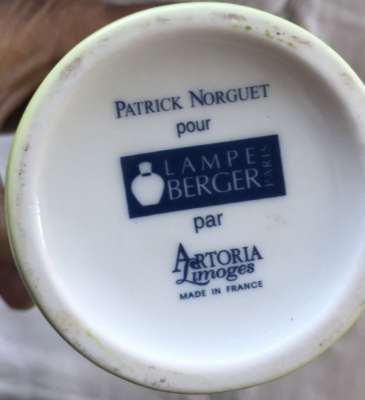 PATRICK NORGUET
pour
LAMPE
BERGER
PARIS
par
ARTORIA
Limoges
MADE IN FRANCE